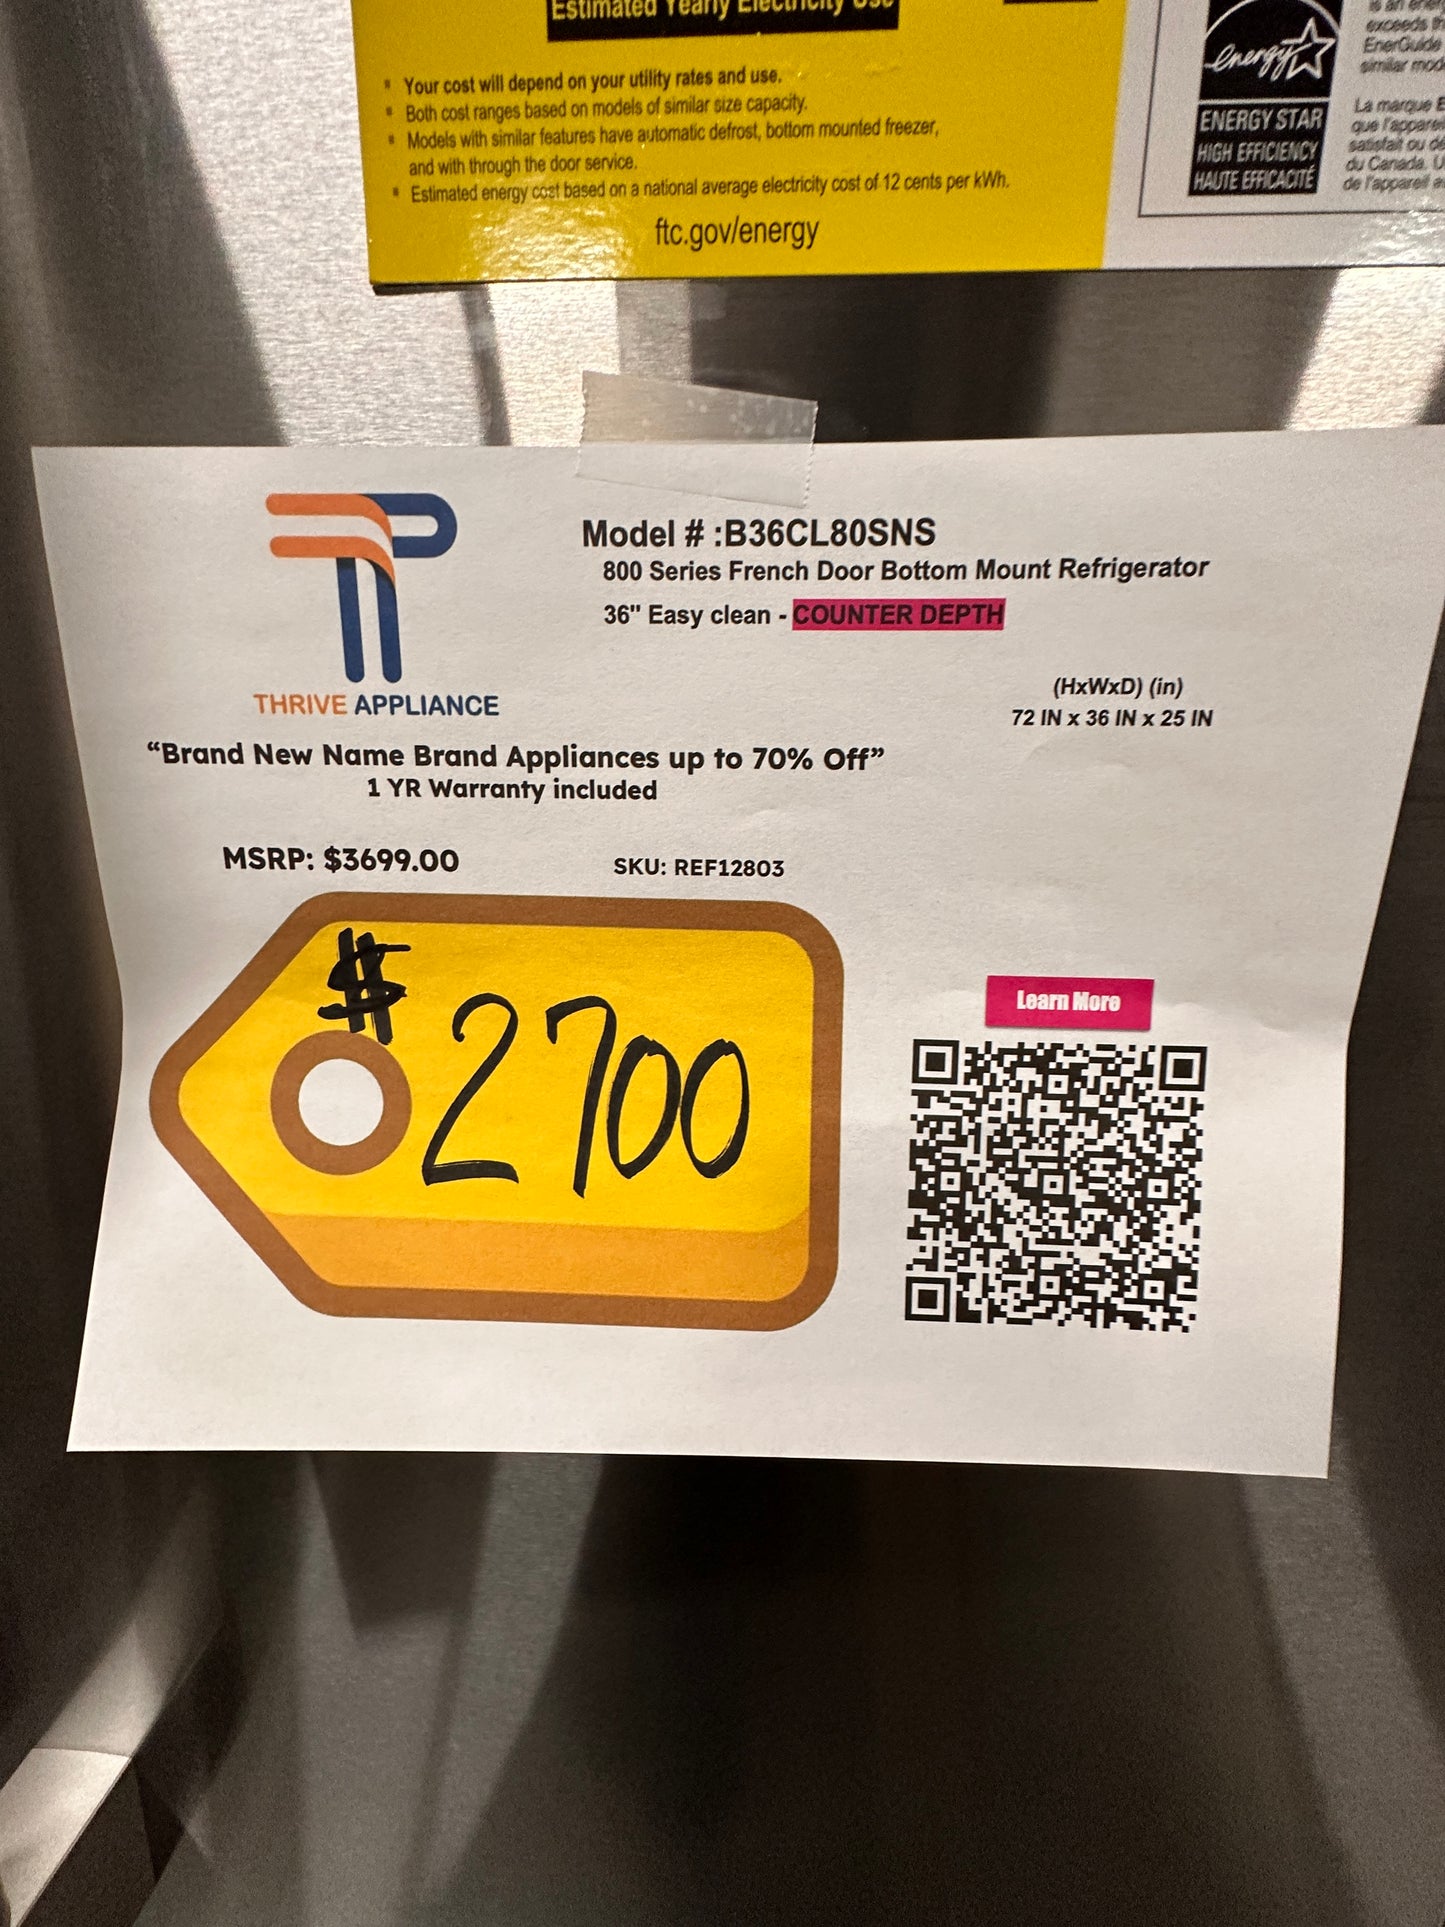 Estimated Yearly Electricity Use
▪ Your cost will depend on your utility rates and use.
▪ Both cost ranges based on models of similar size capacity.
▪ Models with similar features have automatic defrost, bottom mounted freezer,
and with through the door service.
▪ Estimated energy cost based on a national average electricity cost of 12 cents per kWh.
ftc.gov/energy
energy
ENERGY STAR
HIGH EFFICIENCY
HAUTE EFFICACITÉ
is an
exceeds
EnerGuide
similar
La marque
que
satisfait ou
du Canada.
de l'appareil
TP
THRIVE APPLIANCE
Model # :B36CL80SNS
800 Series French Door Bottom Mount Refrigerator
36" Easy clean - COUNTER DEPTH
(HxWxD) (in)
72 IN x 36 IN x 25 IN
“Brand New Name Brand Appliances up to 70% Off”
1 YR Warranty included
MSRP: $3699.00
SKU: REF12803
$2700
Learn More